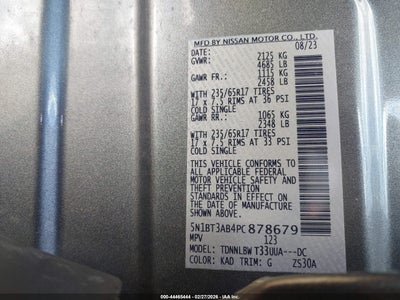 MFD BY NISSAN MOTOR CO., LTD.
DATE: 08/23
GVWR: 2125 KG
4685 LB
GAWR FR.: 1115 KG
2458 LB
WITH 235/65R17 TIRES
17 x 7.5 RIMS AT 36 PSI
COLD SINGLE
GAWR RR.: 1065 KG
2348 LB
WITH 235/65R17 TIRES
17 x 7.5 RIMS AT 33 PSI
COLD SINGLE
THIS VEHICLE CONFORMS TO
ALL APPLICABLE FEDERAL
MOTOR VEHICLE SAFETY AND
THEFT PREVENTION STANDARDS
IN EFFECT ON THE DATE OF
MANUFACTURE SHOWN ABOVE.
5N1BT3AB4PC878679
MPV 123
TDNNLBW T33UUA---DC
COLOR: KAD TRIM: G ZS30A
OWNER: 44465444 | 02/27/2026 - IAA Inc.